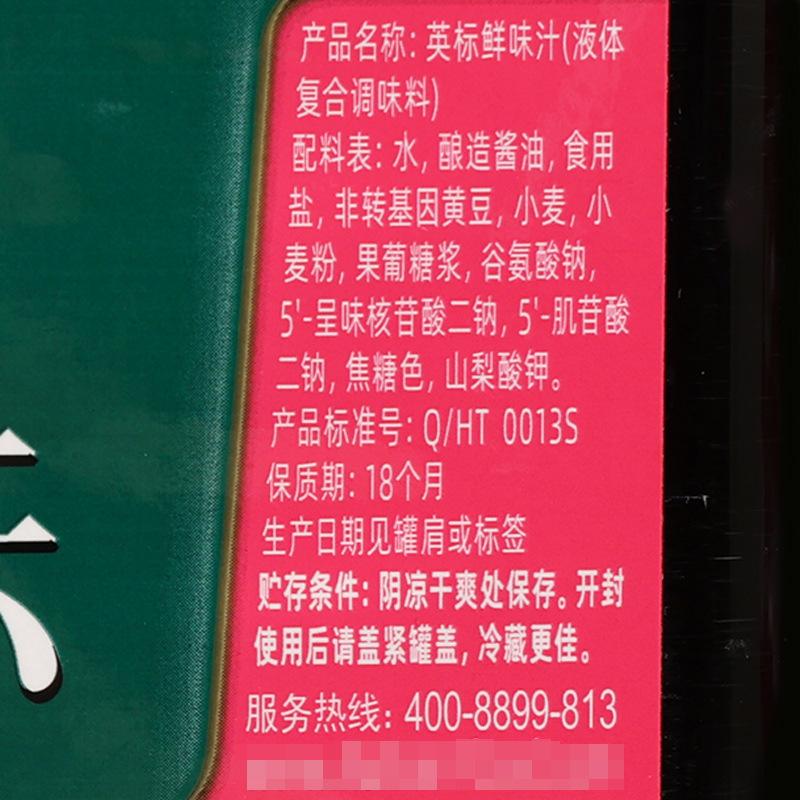 产品名称: 英标鲜味汁(液体
复合调味料)
配料表: 水, 酿造酱油, 食用
盐, 非转基因黄豆, 小麦, 小
麦粉, 果葡糖浆, 谷氨酸钠,
5'-呈味核苷酸二钠, 5'-肌苷酸
二钠, 焦糖色, 山梨酸钾。
产品标准号: Q/HT 0013S
保质期: 18个月
生产日期见罐肩或标签
贮存条件: 阴凉干爽处保存。开封
使用后请盖紧罐盖, 冷藏更佳。
服务热线: 400-8899-813